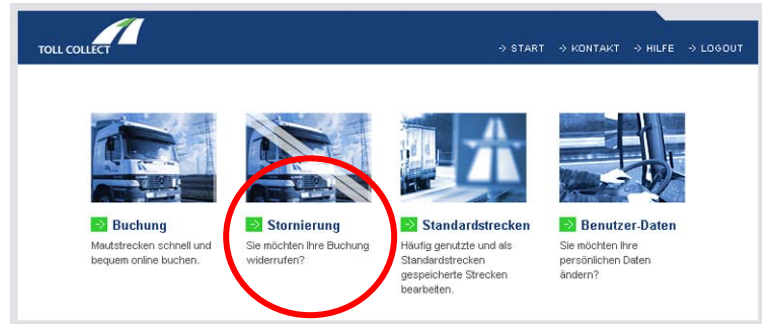 TOLL COLLECT
START KONTAKT HILFE LOGOUT
Buchung
Mautstrecken schnell und
bequem online buchen.
Stornierung
Sie möchten Ihre Buchung
widerrufen?
Standardstrecken
Häufig genutzte und als
Standardstrecken
gespeicherte Strecken
bearbeiten.
Benutzer-Daten
Sie möchten Ihre
persönlichen Daten
ändern?